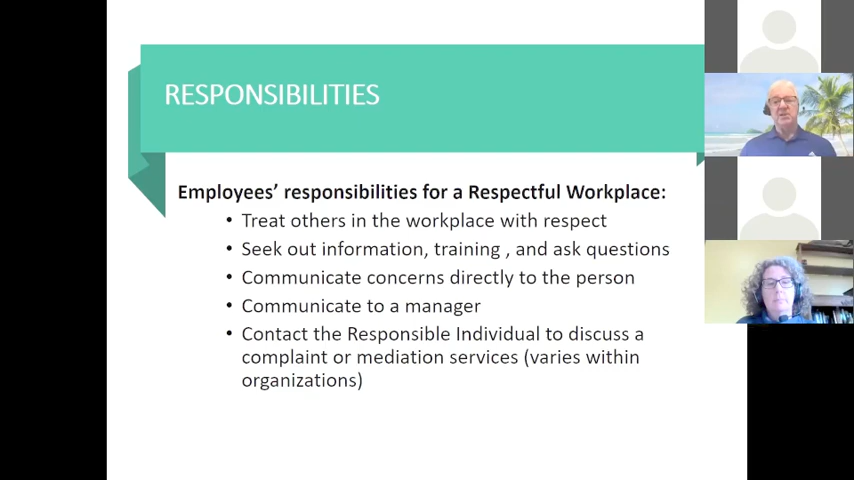 RESPONSIBILITIES
Employees’ responsibilities for a Respectful Workplace:
• Treat others in the workplace with respect
• Seek out information, training , and ask questions
• Communicate concerns directly to the person
• Communicate to a manager
• Contact the Responsible Individual to discuss a
complaint or mediation services (varies within
organizations)